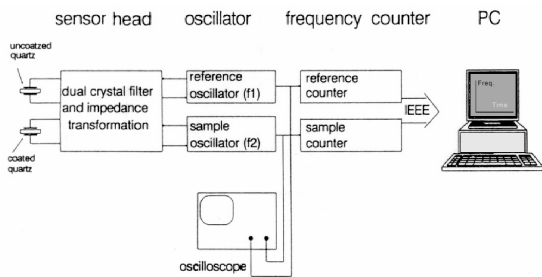 sensor head oscillator frequency counter PC
uncoatzed
quartz
dual crystal filter
and impedance
transformation
coated
quartz
reference
oscillator (f1)
sample
oscillator (f2)
reference
counter
sample
counter
IEEE
Freq.
Time
oscilloscope